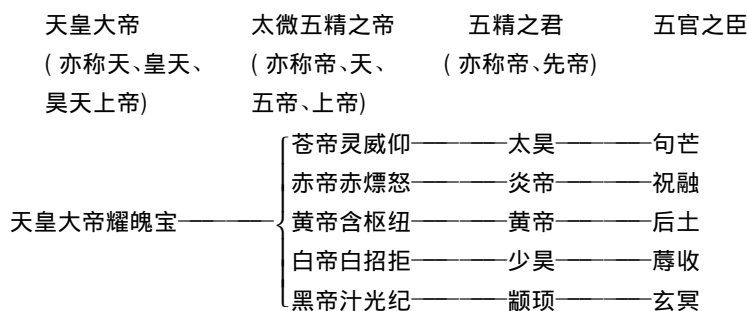 天皇大帝 太微五精之帝 五精之君 五官之臣
(亦称天、皇天、 (亦称帝、天、 (亦称帝、先帝)
昊天上帝) 五帝、上帝)
苍帝灵威仰————太昊————句芒
赤帝赤熛怒————炎帝————祝融
天皇大帝耀魄宝————黄帝含枢纽————黄帝————后土
白帝白招拒————少昊————蓐收
黑帝汁光纪————颛顼————玄冥